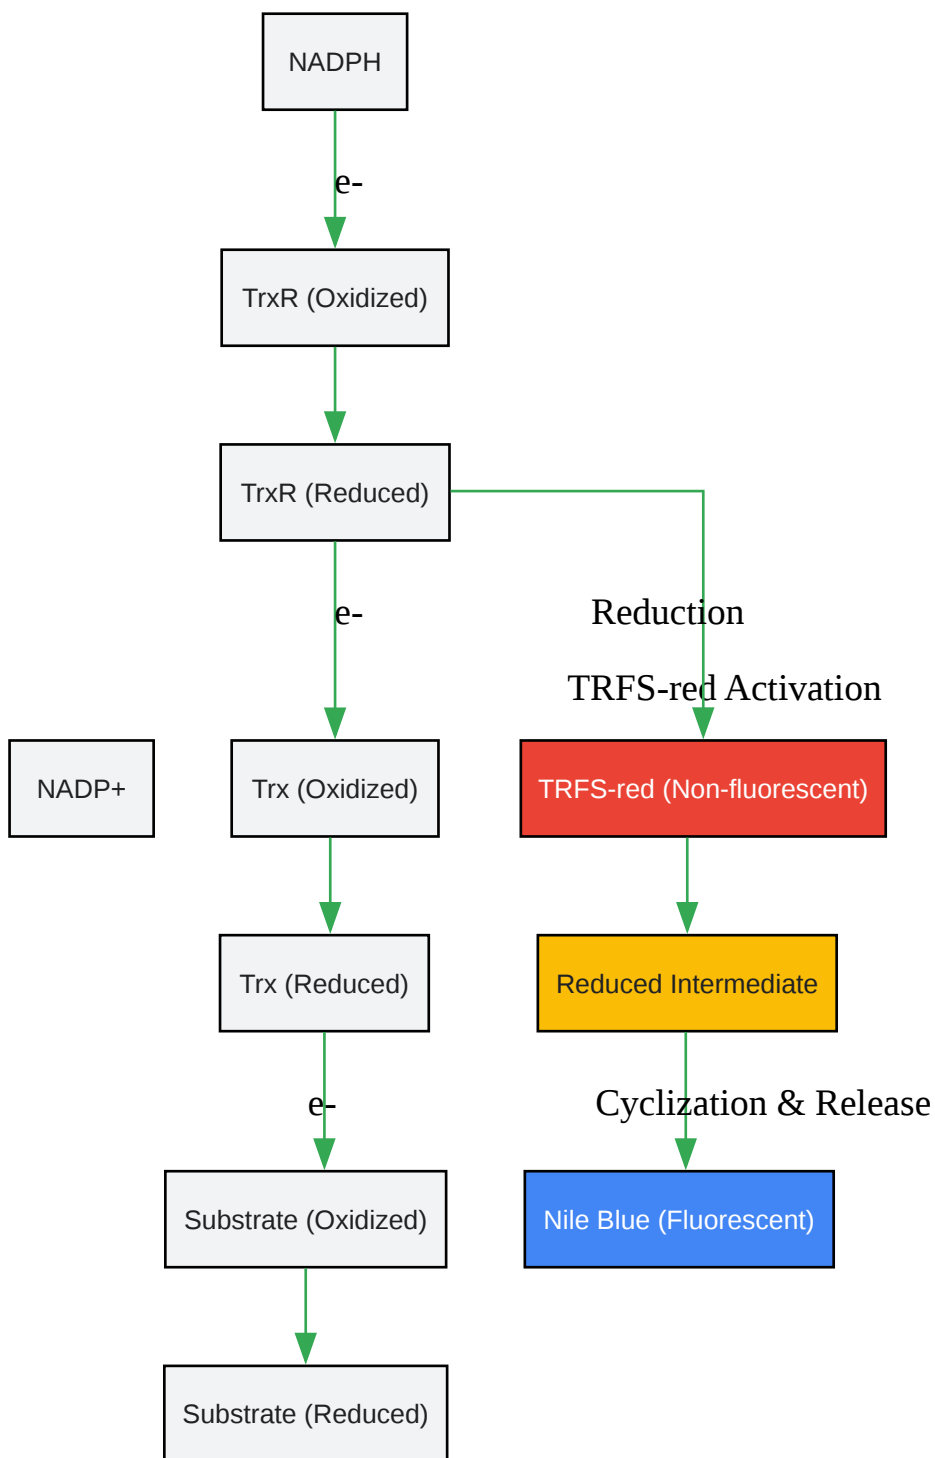 NADPH
e-
TrxR (Oxidized)
TrxR (Reduced)
e-
Reduction
TRFS-red Activation
NADP+
Trx (Oxidized)
TRFS-red (Non-fluorescent)
Trx (Reduced)
Reduced Intermediate
e-
Cyclization & Release
Substrate (Oxidized)
Nile Blue (Fluorescent)
Substrate (Reduced)